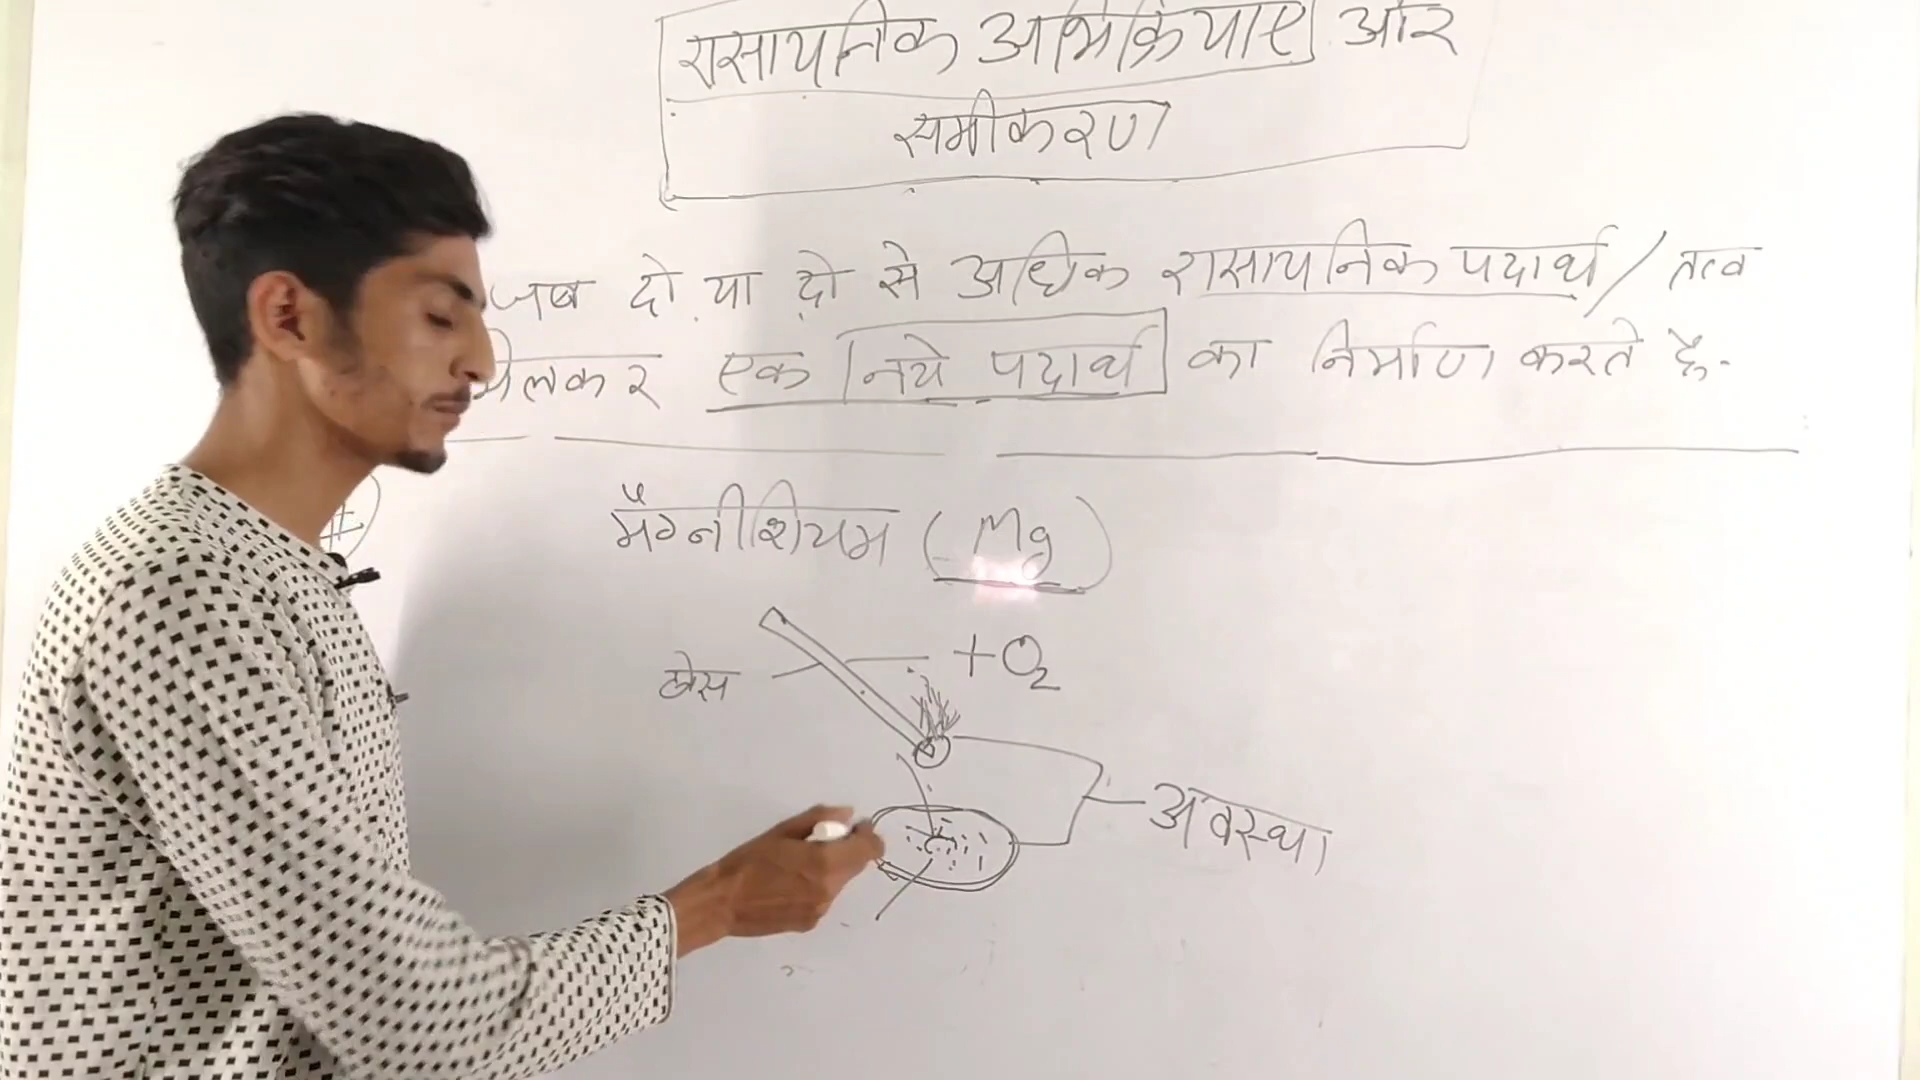 रासायनिक अभिक्रियाएं और
समीकरण
जब दो या दो से अधिक रासायनिक पदार्थ / तत्व
मिलकर एक नये पदार्थ का निर्माण करते है.
मैग्नीशियम (Mg)
ठोस + O2
अवस्था